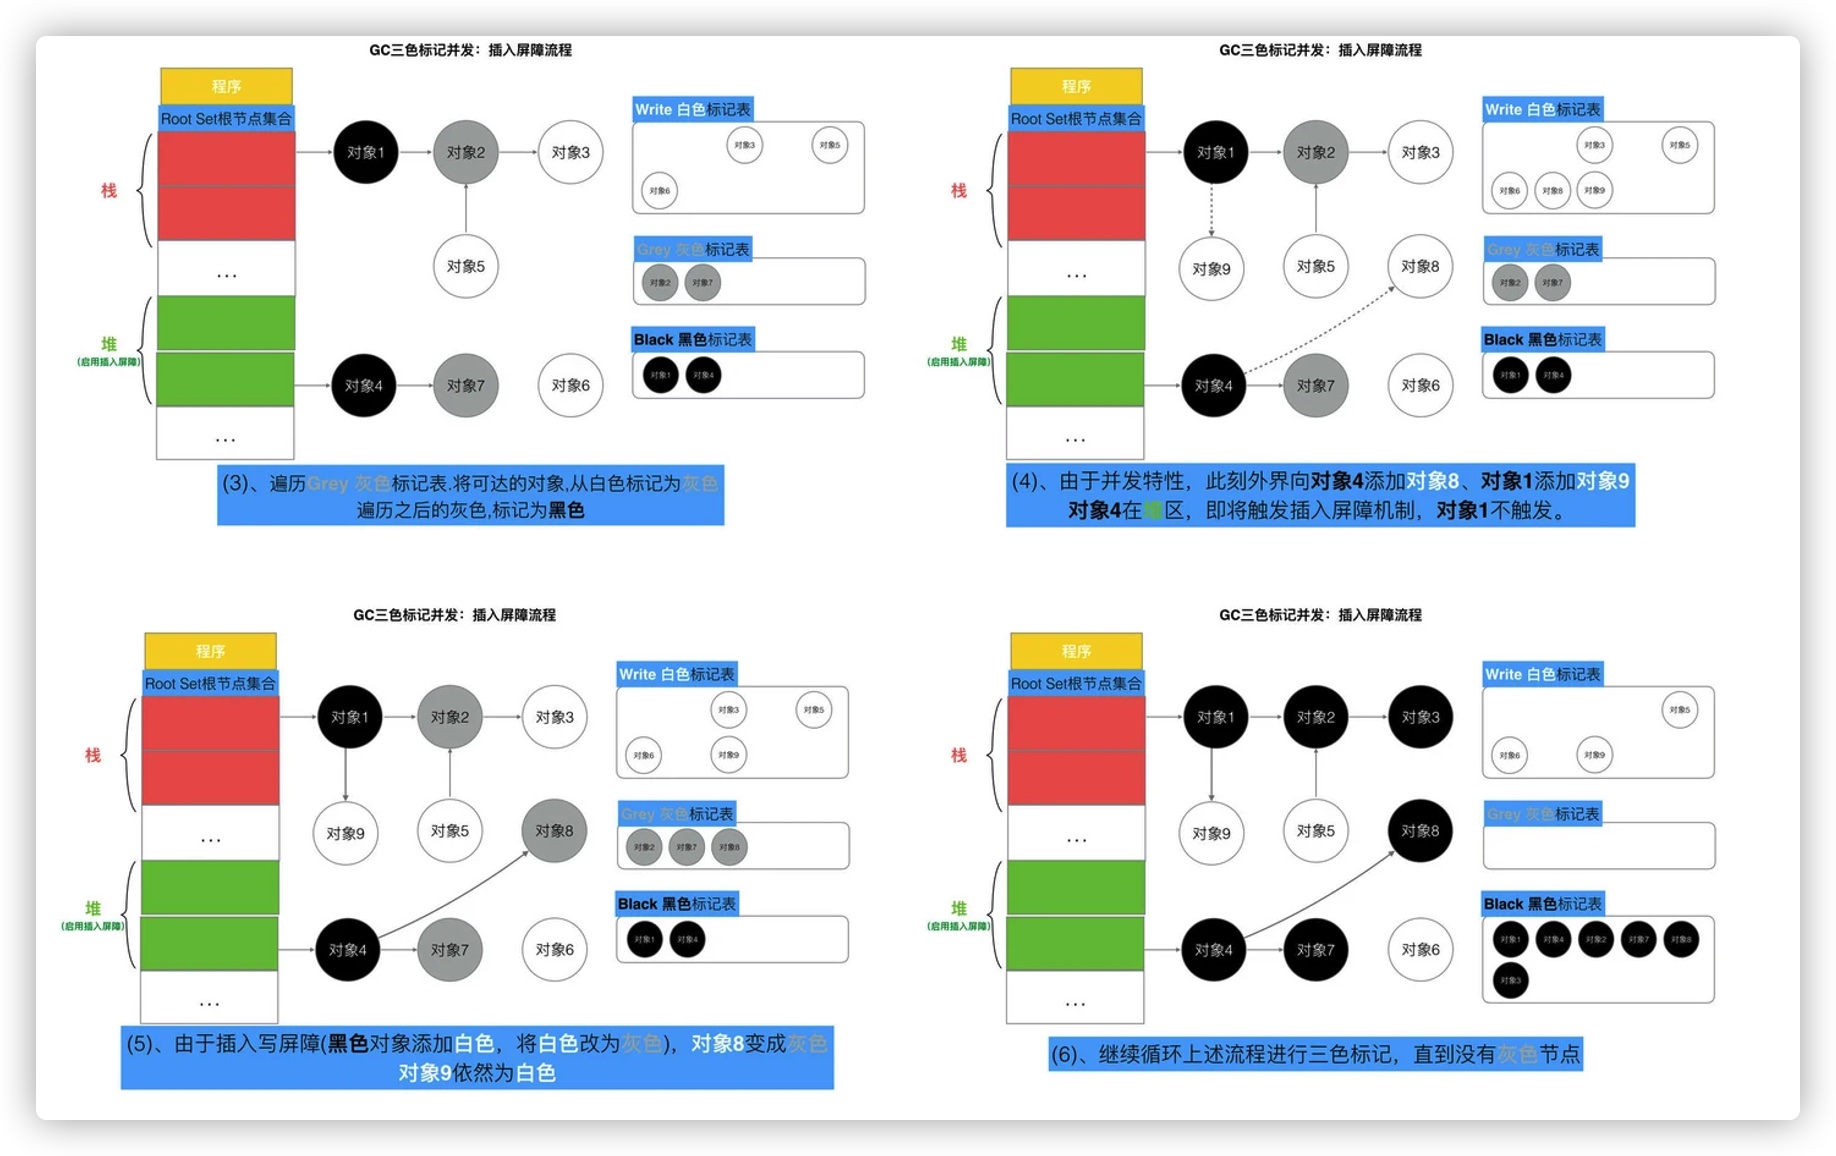 GC三色标记并发：插入屏障流程
程序
Root Set根节点集合
栈
...
堆
(启用插入屏障)
...
对象1
对象2
对象3
对象5
对象4
对象7
对象6
Write 白色标记表
对象3
对象5
对象6
Grey 灰色标记表
对象2
对象7
Black 黑色标记表
对象1
对象4
(3)、遍历Grey 灰色标记表.将可达的对象,从白色标记为灰色
遍历之后的灰色,标记为黑色
GC三色标记并发：插入屏障流程
程序
Root Set根节点集合
栈
...
堆
(启用插入屏障)
...
对象1
对象2
对象3
对象9
对象5
对象8
对象4
对象7
对象6
Write 白色标记表
对象3
对象5
对象6
对象8
对象9
Grey 灰色标记表
对象2
对象7
Black 黑色标记表
对象1
对象4
(4)、由于并发特性，此刻外界向对象4添加对象8、对象1添加对象9
对象4在堆区，即将触发插入屏障机制，对象1不触发。
GC三色标记并发：插入屏障流程
程序
Root Set根节点集合
栈
...
堆
(启用插入屏障)
...
对象1
对象2
对象3
对象9
对象5
对象8
对象4
对象7
对象6
Write 白色标记表
对象3
对象5
对象6
对象9
Grey 灰色标记表
对象2
对象7
对象8
Black 黑色标记表
对象1
对象4
(5)、由于插入写屏障(黑色对象添加白色，将白色改为灰色)，对象8变成灰色
对象9依然为白色
GC三色标记并发：插入屏障流程
程序
Root Set根节点集合
栈
...
堆
(启用插入屏障)
...
对象1
对象2
对象3
对象9
对象5
对象8
对象4
对象7
对象6
Write 白色标记表
对象5
对象6
对象9
Grey 灰色标记表
Black 黑色标记表
对象1
对象4
对象2
对象7
对象8
对象3
(6)、继续循环上述流程进行三色标记，直到没有灰色节点